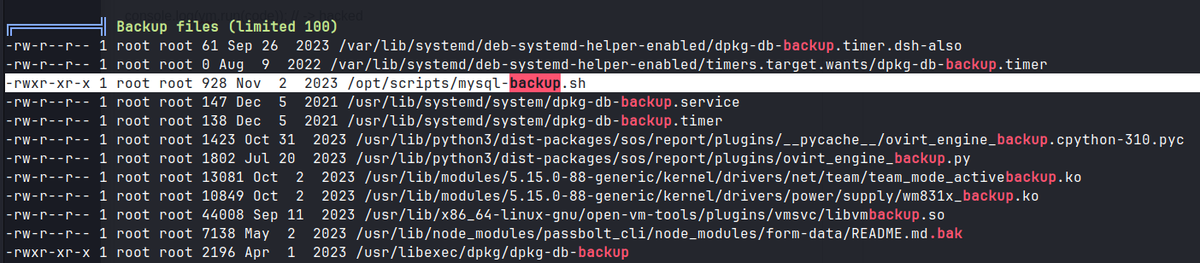 Backup files (limited 100)
-rw-r--r-- 1 root root 61 Sep 26  2023 /var/lib/systemd/deb-systemd-helper-enabled/dpkg-db-backup.timer.dsh-also
-rw-r--r-- 1 root root 0 Aug  9  2022 /var/lib/systemd/deb-systemd-helper-enabled/timers.target.wants/dpkg-db-backup.timer
-rwxr-xr-x 1 root root 928 Nov  2  2023 /opt/scripts/mysql-backup.sh
-rw-r--r-- 1 root root 147 Dec  5  2021 /usr/lib/systemd/system/dpkg-db-backup.service
-rw-r--r-- 1 root root 138 Dec  5  2021 /usr/lib/systemd/system/dpkg-db-backup.timer
-rw-r--r-- 1 root root 1423 Oct 31  2023 /usr/lib/python3/dist-packages/sos/report/plugins/__pycache__/ovirt_engine_backup.cpython-310.pyc
-rw-r--r-- 1 root root 1802 Jul 20  2023 /usr/lib/python3/dist-packages/sos/report/plugins/ovirt_engine_backup.py
-rw-r--r-- 1 root root 13081 Oct  2  2023 /usr/lib/modules/5.15.0-88-generic/kernel/drivers/net/team/team_mode_activebackup.ko
-rw-r--r-- 1 root root 10849 Oct  2  2023 /usr/lib/modules/5.15.0-88-generic/kernel/drivers/power/supply/wm831x_backup.ko
-rw-r--r-- 1 root root 44008 Sep 11  2023 /usr/lib/x86_64-linux-gnu/open-vm-tools/plugins/vmsvc/libvmbackup.so
-rw-r--r-- 1 root root 7138 May  2  2023 /usr/lib/node_modules/passbolt_cli/node_modules/form-data/README.md.bak
-rwxr-xr-x 1 root root 2196 Apr  1  2023 /usr/libexec/dpkg/dpkg-db-backup